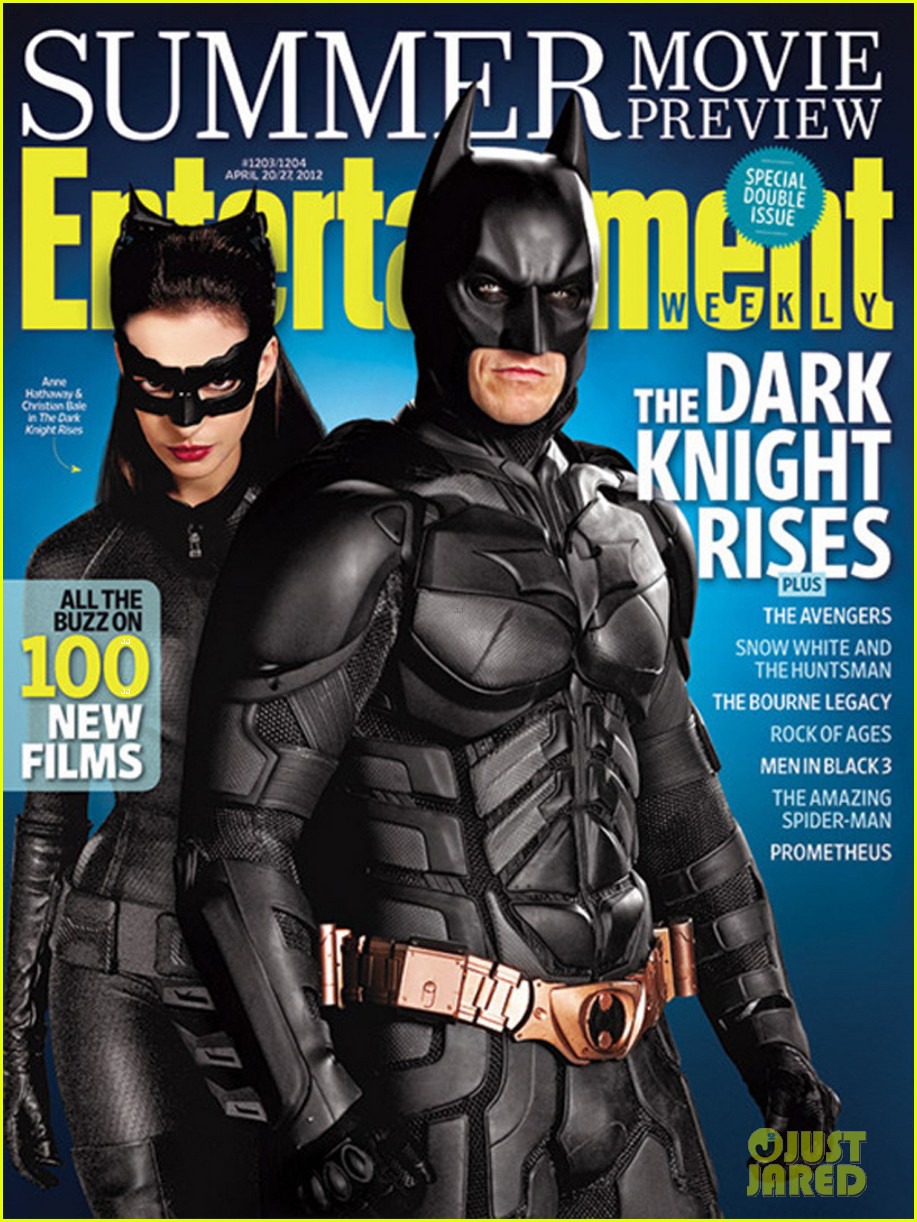 SUMMER
MOVIE
PREVIEW
#1203/1204
APRIL 20/27, 2012
Entertainment
WEEKLY
SPECIAL
DOUBLE
ISSUE
Anne
Hathaway &
Christian Bale
in The Dark
Knight Rises
THE DARK
KNIGHT
RISES
PLUS
THE AVENGERS
SNOW WHITE AND
THE HUNTSMAN
THE BOURNE LEGACY
ROCK OF AGES
MEN IN BLACK 3
THE AMAZING
SPIDER-MAN
PROMETHEUS
ALL THE
BUZZ ON
100
NEW
FILMS
JUST
JARED